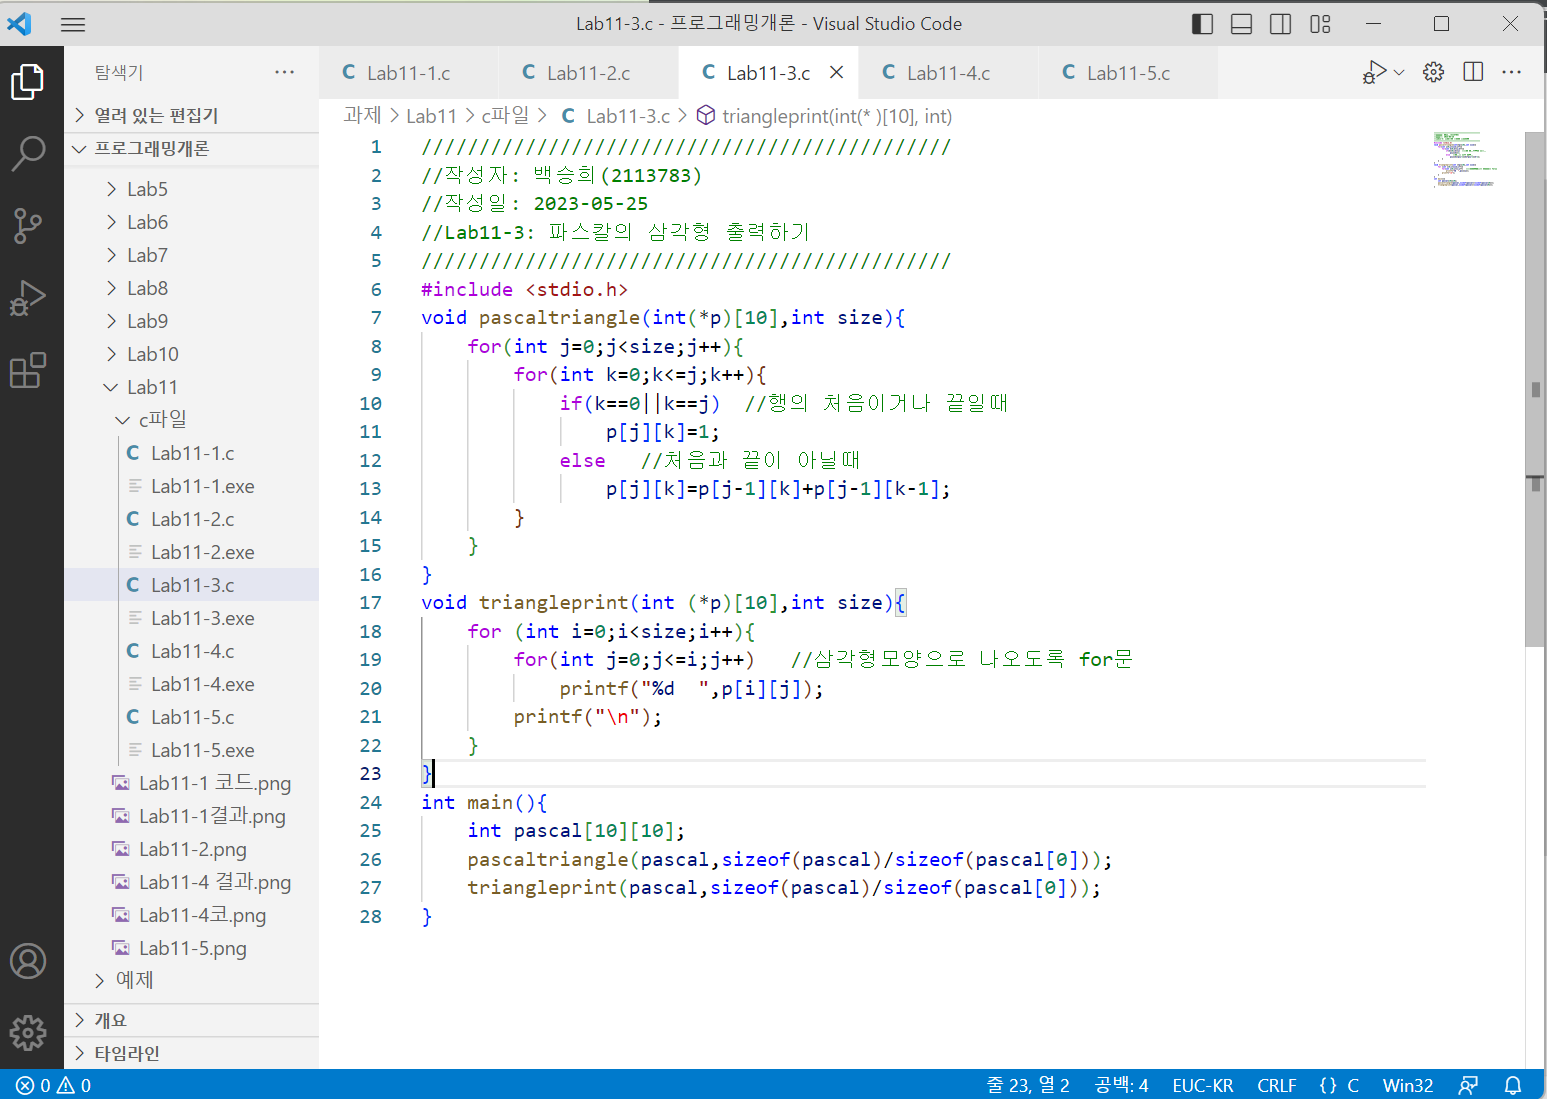 Lab11-3.c - 프로그래밍개론 - Visual Studio Code
탐색기
열려 있는 편집기
프로그래밍개론
Lab5
Lab6
Lab7
Lab8
Lab9
Lab10
Lab11
c파일
C Lab11-1.c
Lab11-1.exe
C Lab11-2.c
Lab11-2.exe
C Lab11-3.c
Lab11-3.exe
C Lab11-4.c
Lab11-4.exe
C Lab11-5.c
Lab11-5.exe
Lab11-1 코드.png
Lab11-1결과.png
Lab11-2.png
Lab11-4 결과.png
Lab11-4코.png
Lab11-5.png
예제
개요
타임라인
C Lab11-1.c C Lab11-2.c C Lab11-3.c C Lab11-4.c C Lab11-5.c
과제 > Lab11 > c파일 > C Lab11-3.c > triangleprint(int(* )[10], int)
1 //////////////////////////////////////////////
2 //작성자: 백승희(2113783)
3 //작성일: 2023-05-25
4 //Lab11-3: 파스칼의 삼각형 출력하기
5 //////////////////////////////////////////////
6 #include <stdio.h>
7 void pascaltriangle(int(*p)[10],int size){
8     for(int j=0;j<size;j++){
9         for(int k=0;k<=j;k++){
10             if(k==0||k==j)  //행의 처음이거나 끝일때
11                 p[j][k]=1;
12             else   //처음과 끝이 아닐때
13                 p[j][k]=p[j-1][k]+p[j-1][k-1];
14         }
15     }
16 }
17 void triangleprint(int (*p)[10],int size){
18     for (int i=0;i<size;i++){
19         for(int j=0;j<=i;j++)   //삼각형모양으로 나오도록 for문
20             printf("%d  ",p[i][j]);
21         printf("\n");
22     }
23 }
24 int main(){
25     int pascal[10][10];
26     pascaltriangle(pascal,sizeof(pascal)/sizeof(pascal[0]));
27     triangleprint(pascal,sizeof(pascal)/sizeof(pascal[0]));
28 }
0 0 줄 23, 열 2 공백: 4 EUC-KR CRLF {} C Win32